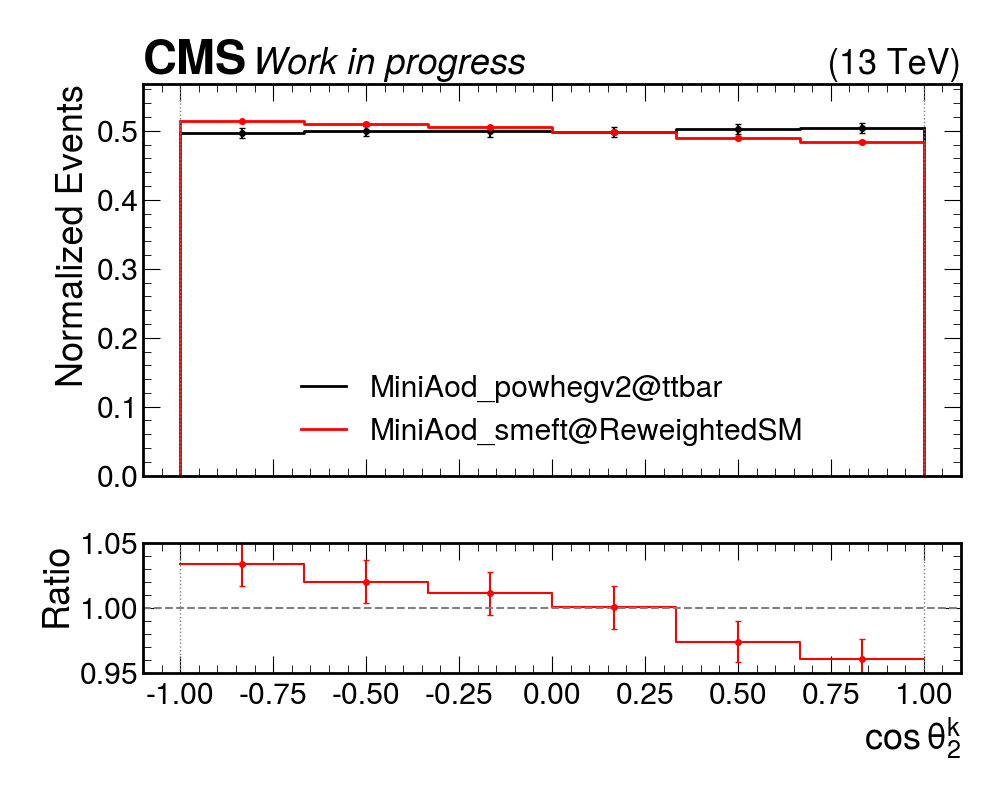 CMS Work in progress (13 TeV)
Normalized Events
0.5
0.4
0.3
0.2
0.1
0.0
MiniAod_powhegv2@ttbar
MiniAod_smeft@ReweightedSM
Ratio
1.05
1.00
0.95
-1.00 -0.75 -0.50 -0.25 0.00 0.25 0.50 0.75 1.00
cos θ₂ᵏ